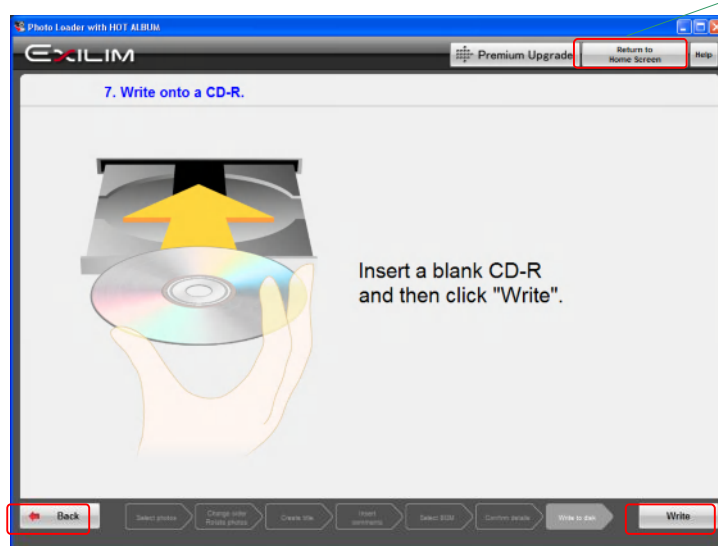 Photo Loader with HOT ALBUM
EXILIM
Premium Upgrade
Return to
Home Screen
Help
7. Write onto a CD-R.
Insert a blank CD-R
and then click "Write".
Back
Select photos
Change order
Rotate photos
Create title
Insert
comments
Select BGM
Confirm details
Write to disk
Write